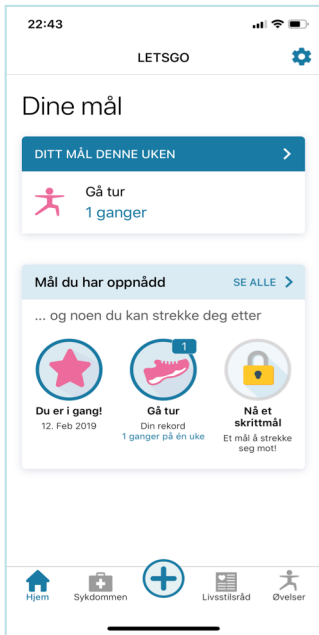 22:43
LETSGO
Dine mål
DITT MÅL DENNE UKEN
Gå tur
1 ganger
Mål du har oppnådd
SE ALLE
... og noen du kan strekke deg etter
1
Du er i gang!
12. Feb 2019
Gå tur
Din rekord
1 ganger på én uke
Nå et
skrittmål
Et mål å strekke
seg mot!
Hjem
Sykdommen
Livsstilsråd
Øvelser